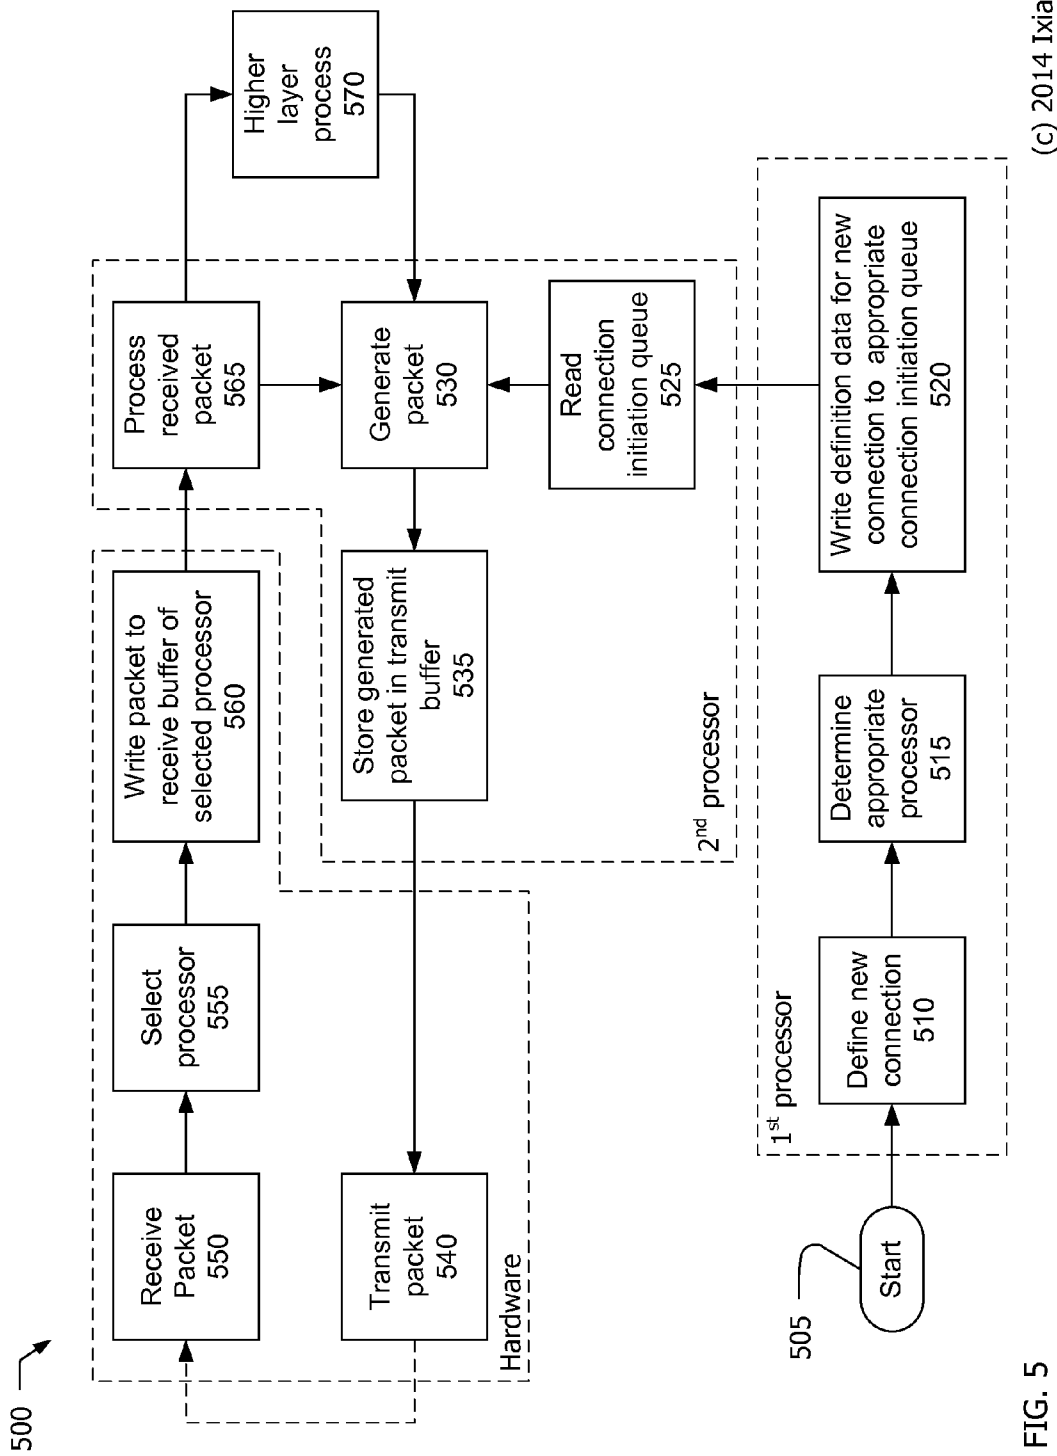 500
Receive
Packet
550
Select
processor
555
Write packet to
receive buffer of
selected processor
560
Process
received
packet
565
Higher
layer
process
570
Transmit
packet
540
Store generated
packet in transmit
buffer
535
Generate
packet
530
Hardware
Read
connection
initiation queue
525
2nd processor
1st processor
505
Start
Define new
connection
510
Determine
appropriate
processor
515
Write definition data for new
connection to appropriate
connection initiation queue
520
FIG. 5
(c) 2014 Ixia